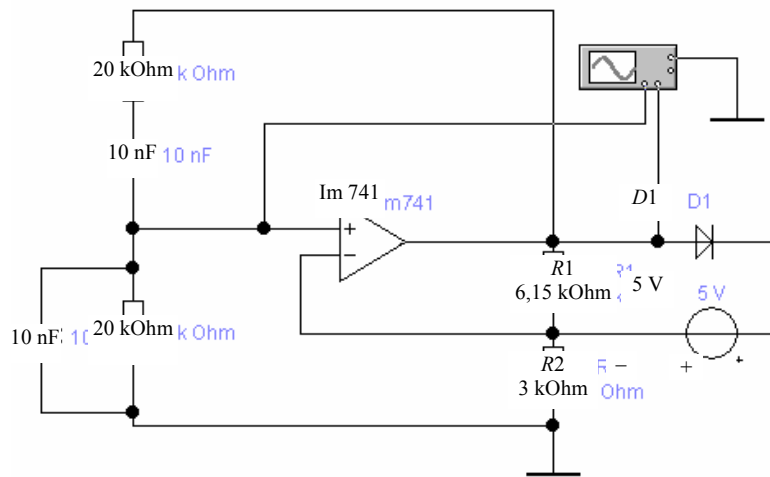 20 kOhm k Ohm
10 nF 10 nF
Im 741 m741
D1 D1
+
−
R1
5 V 5 V
6,15 kOhm
10 nF 20 kOhm k Ohm
R2 R − + +
3 kOhm Ohm